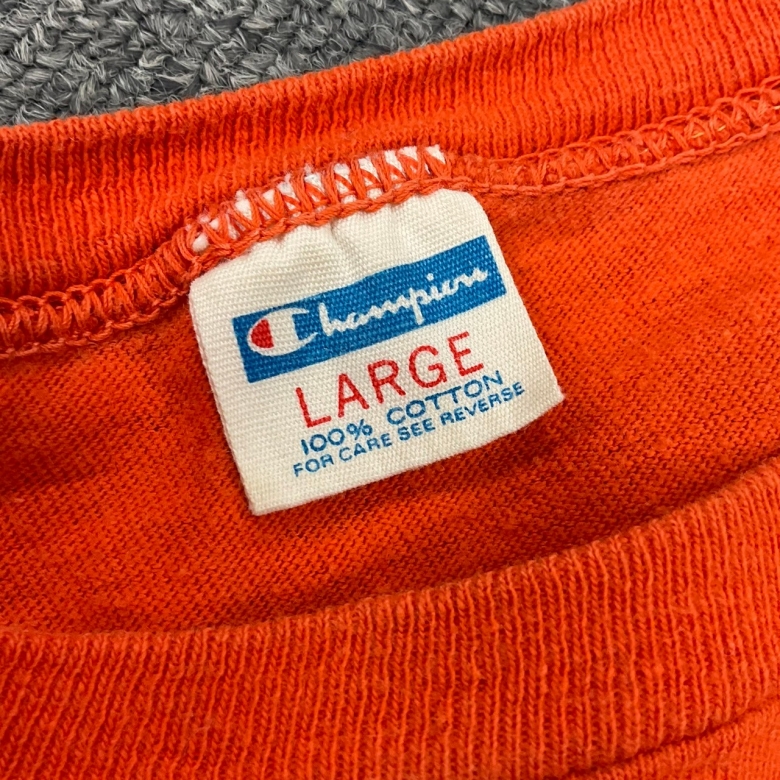 Champion
LARGE
100% COTTON
FOR CARE SEE REVERSE